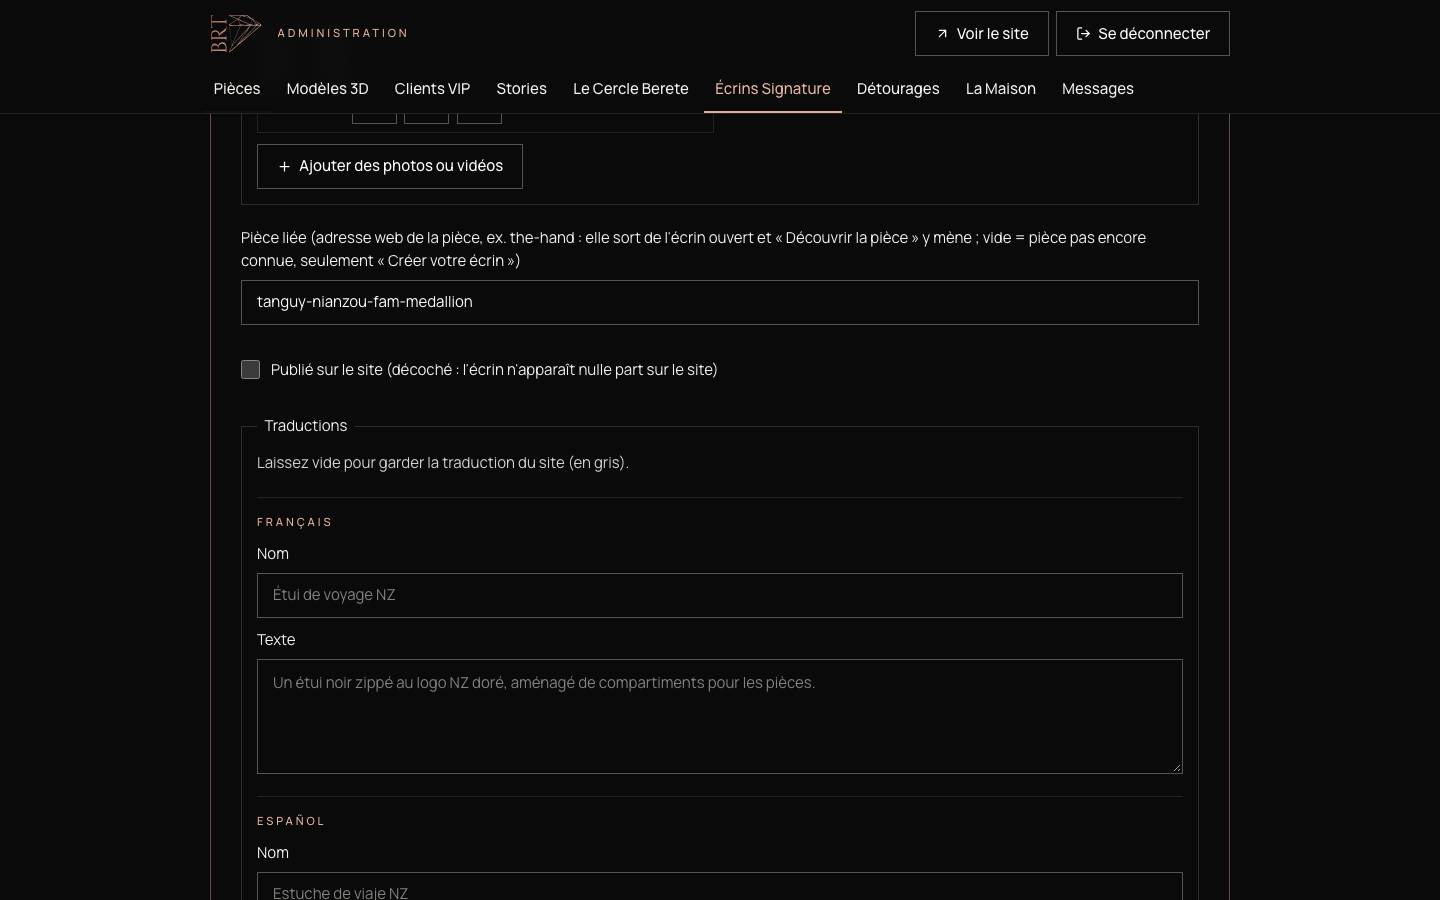 BRT
ADMINISTRATION
Voir le site
Se déconnecter
Pièces
Modèles 3D
Clients VIP
Stories
Le Cercle Berete
Écrins Signature
Détourages
La Maison
Messages
Ajouter des photos ou vidéos
Pièce liée (adresse web de la pièce, ex. the-hand : elle sort de l'écrin ouvert et « Découvrir la pièce » y mène ; vide = pièce pas encore
connue, seulement « Créer votre écrin »)
tanguy-nianzou-fam-medallion
Publié sur le site (décoché : l'écrin n'apparaît nulle part sur le site)
Traductions
Laissez vide pour garder la traduction du site (en gris).
FRANÇAIS
Nom
Étui de voyage NZ
Texte
Un étui noir zippé au logo NZ doré, aménagé de compartiments pour les pièces.
ESPAÑOL
Nom
Estuche de viaje NZ